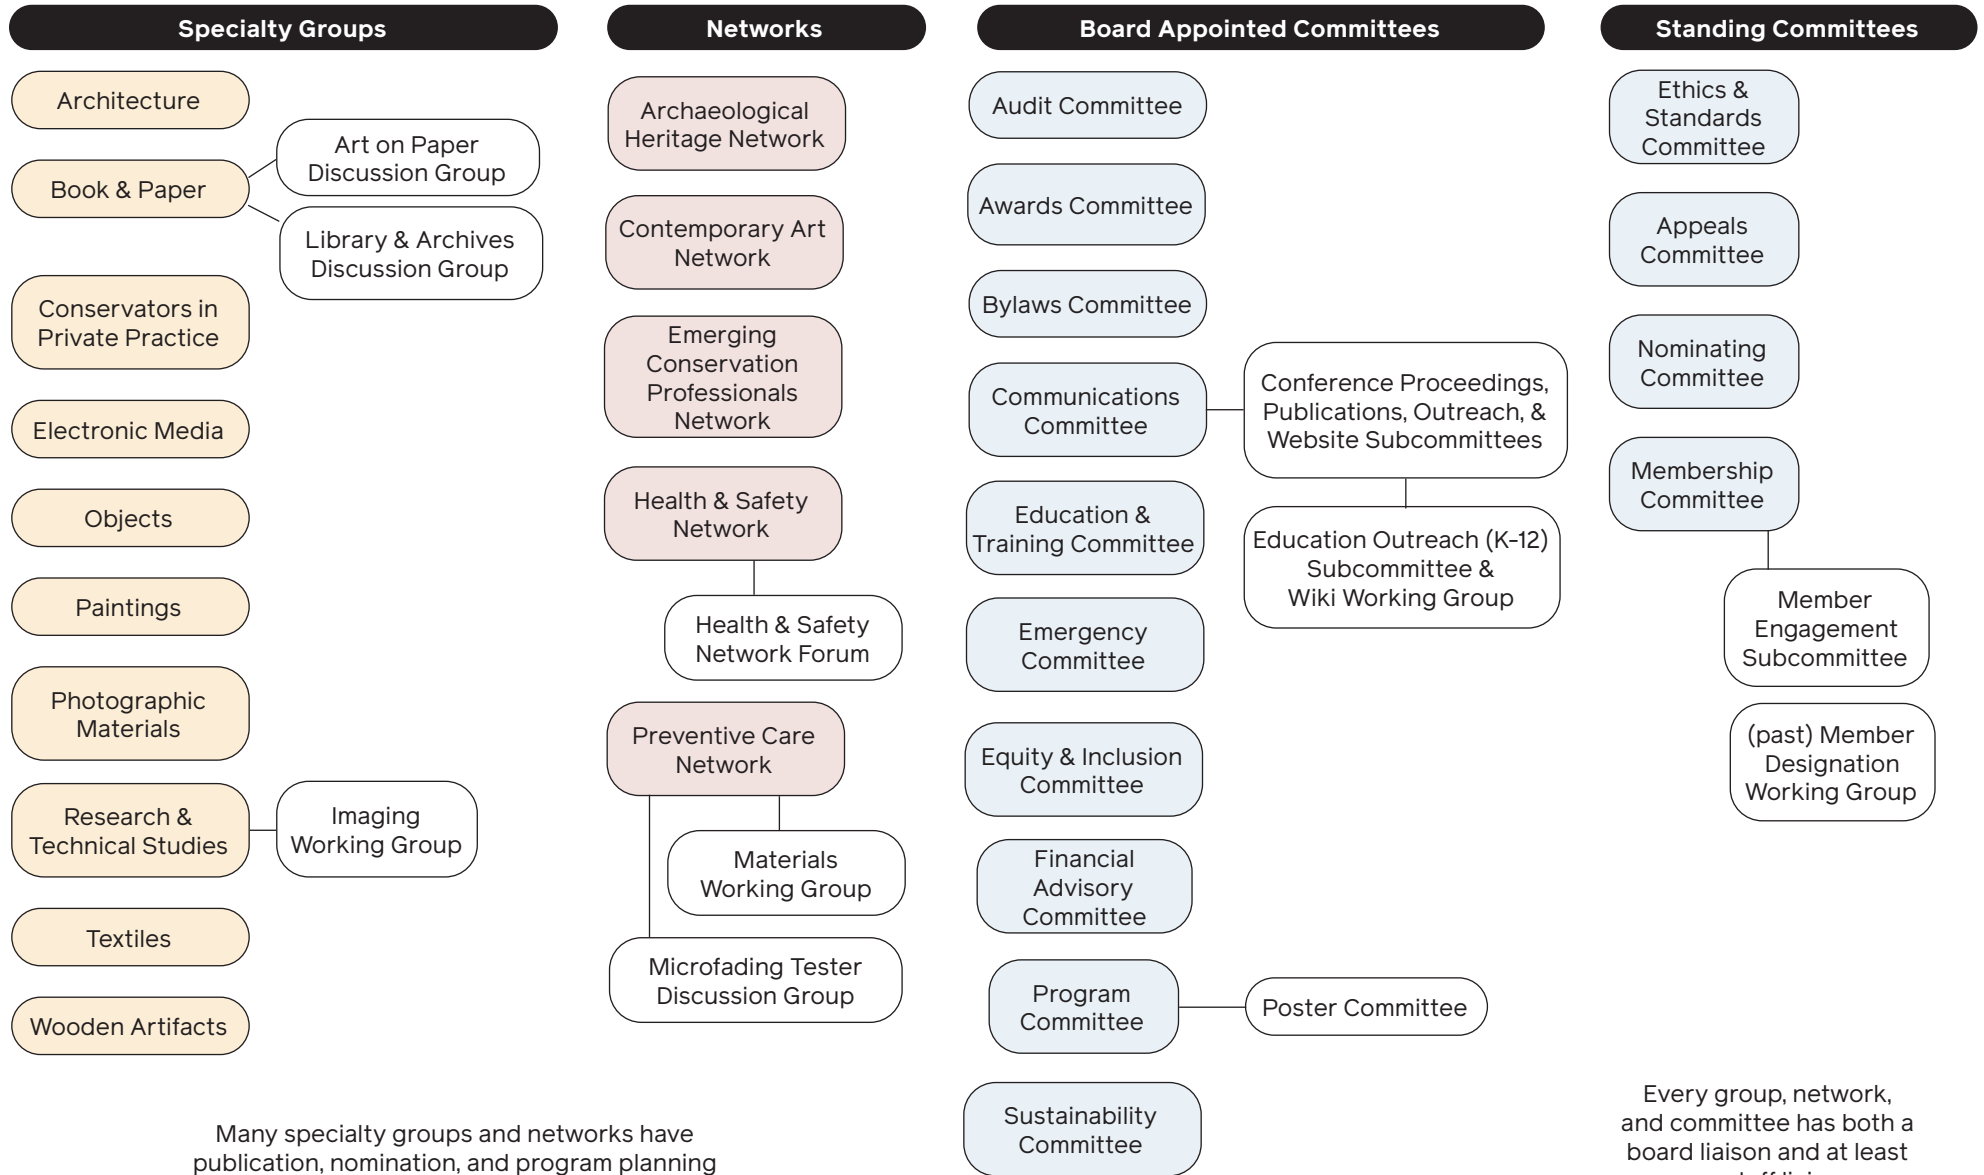 Specialty Groups
Architecture
Book & Paper
Art on Paper
Discussion Group
Library & Archives
Discussion Group
Conservators in
Private Practice
Electronic Media
Objects
Paintings
Photographic
Materials
Research &
Technical Studies
Imaging
Working Group
Textiles
Wooden Artifacts
Many specialty groups and networks have
publication, nomination, and program planning
Networks
Archaeological
Heritage Network
Contemporary Art
Network
Emerging
Conservation
Professionals
Network
Health & Safety
Network
Health & Safety
Network Forum
Preventive Care
Network
Materials
Working Group
Microfading Tester
Discussion Group
Board Appointed Committees
Audit Committee
Awards Committee
Bylaws Committee
Communications
Committee
Conference Proceedings,
Publications, Outreach, &
Website Subcommittees
Education Outreach (K-12)
Subcommittee &
Wiki Working Group
Education &
Training Committee
Emergency
Committee
Equity & Inclusion
Committee
Financial
Advisory
Committee
Program
Committee
Poster Committee
Sustainability
Committee
Standing Committees
Ethics &
Standards
Committee
Appeals
Committee
Nominating
Committee
Membership
Committee
Member
Engagement
Subcommittee
(past) Member
Designation
Working Group
Every group, network,
and committee has both a
board liaison and at least